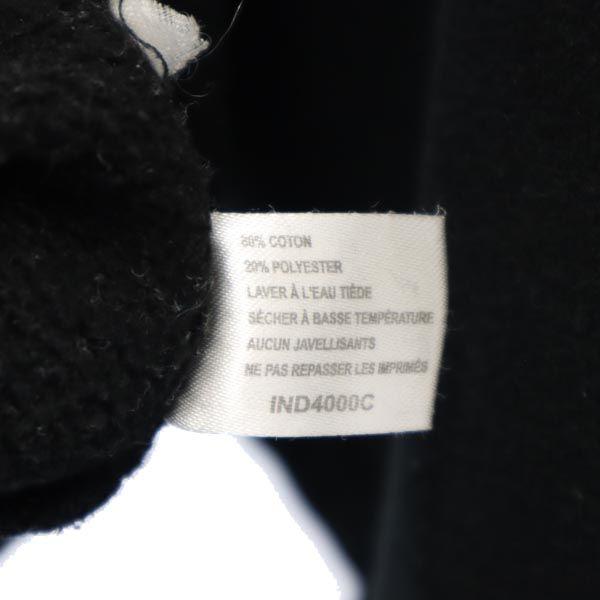 80% COTON
20% POLYESTER
LAVER À L'EAU TIÈDE
SÉCHER À BASSE TEMPÉRATURE
AUCUN JAVELLISANTS
NE PAS REPASSER LES IMPRIMÉS
IND4000C